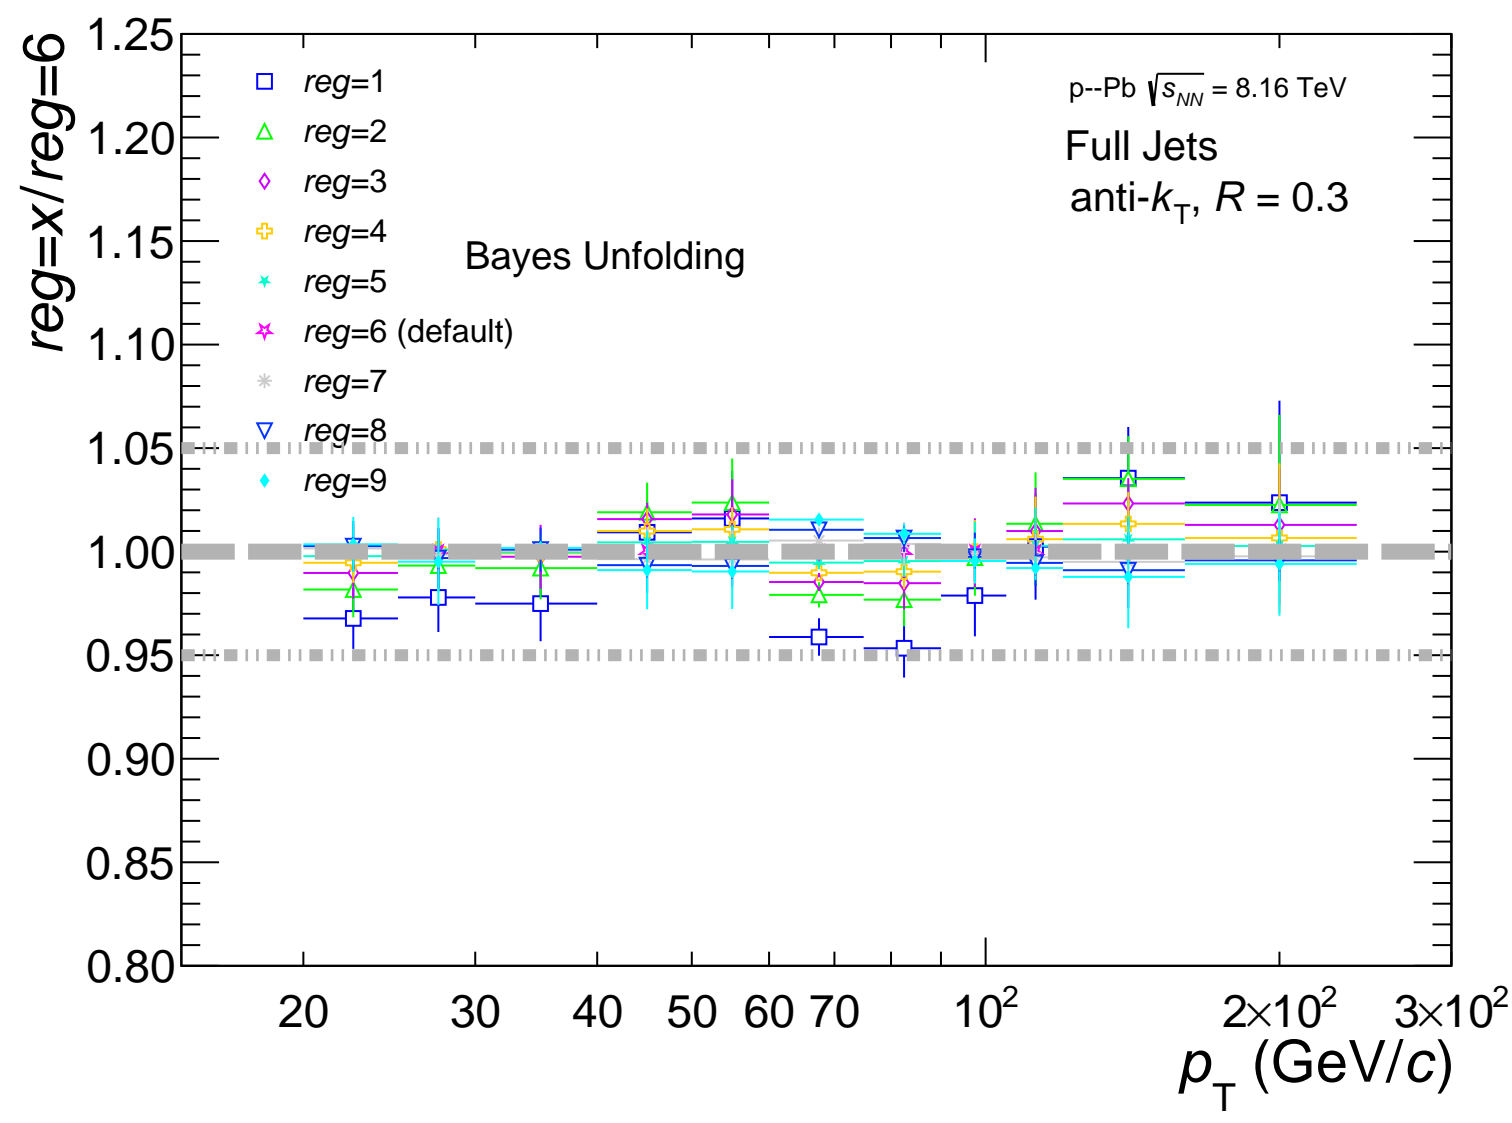 reg=x/reg=6
1.25
1.20
1.15
1.10
1.05
1.00
0.95
0.90
0.85
0.80
reg=1
reg=2
reg=3
reg=4
reg=5
reg=6 (default)
reg=7
reg=8
reg=9
Bayes Unfolding
p--Pb √s_NN = 8.16 TeV
Full Jets
anti-k_T, R = 0.3
20 30 40 50 60 70 10² 2×10² 3×10²
p_T (GeV/c)